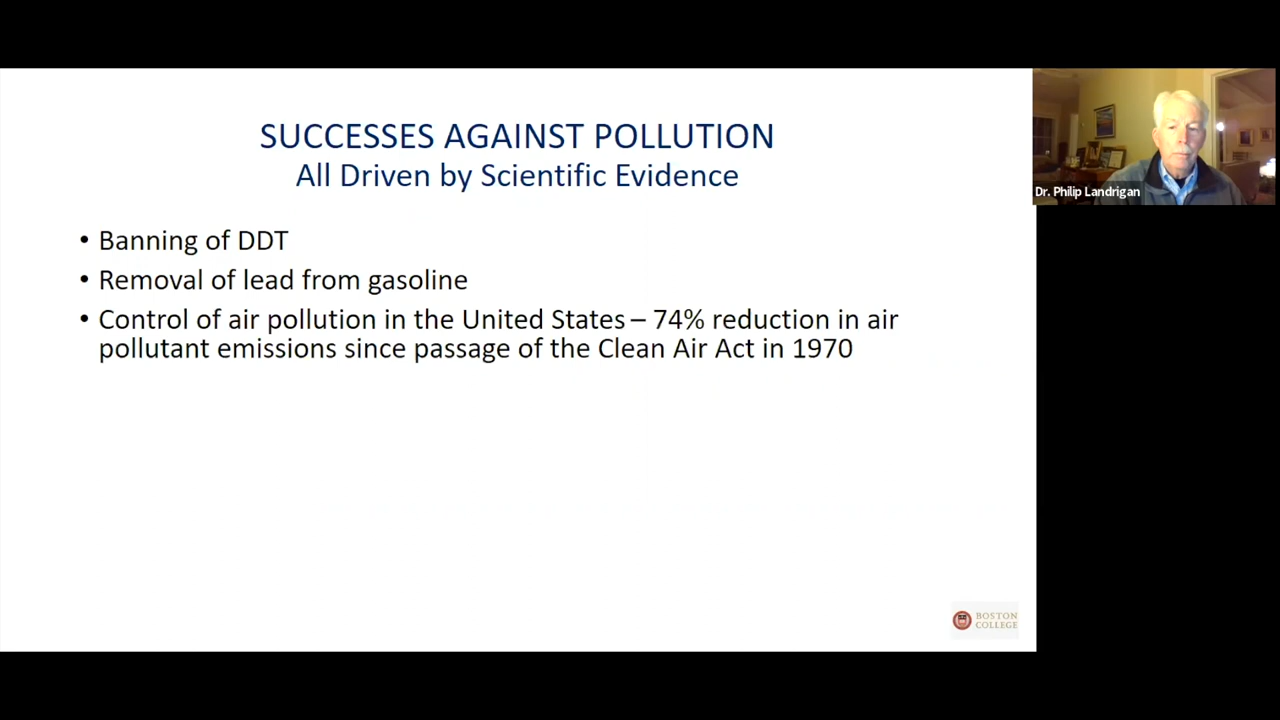 SUCCESSES AGAINST POLLUTION
All Driven by Scientific Evidence
• Banning of DDT
• Removal of lead from gasoline
• Control of air pollution in the United States – 74% reduction in air
pollutant emissions since passage of the Clean Air Act in 1970
Dr. Philip Landrigan
BOSTON
COLLEGE